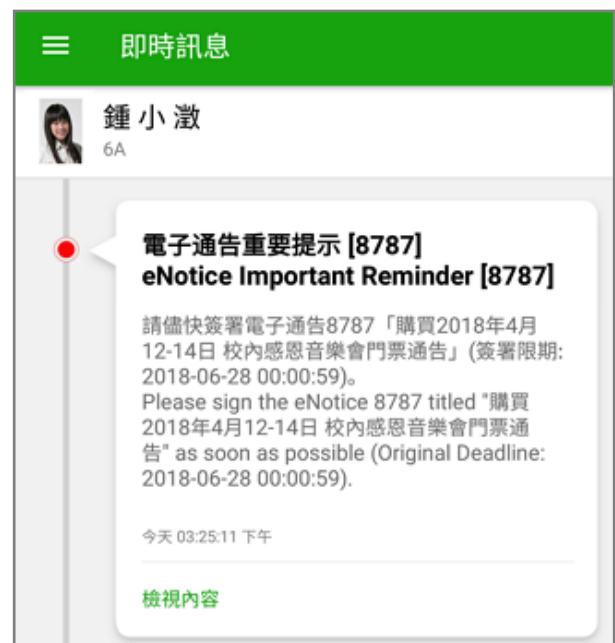 即時訊息
鍾小澂
6A
電子通告重要提示 [8787]
eNotice Important Reminder [8787]
請儘快簽署電子通告8787「購買2018年4月
12-14日 校內感恩音樂會門票通告」(簽署限期:
2018-06-28 00:00:59)。
Please sign the eNotice 8787 titled "購買
2018年4月12-14日 校內感恩音樂會門票通
告" as soon as possible (Original Deadline:
2018-06-28 00:00:59).
今天 03:25:11 下午
檢視內容